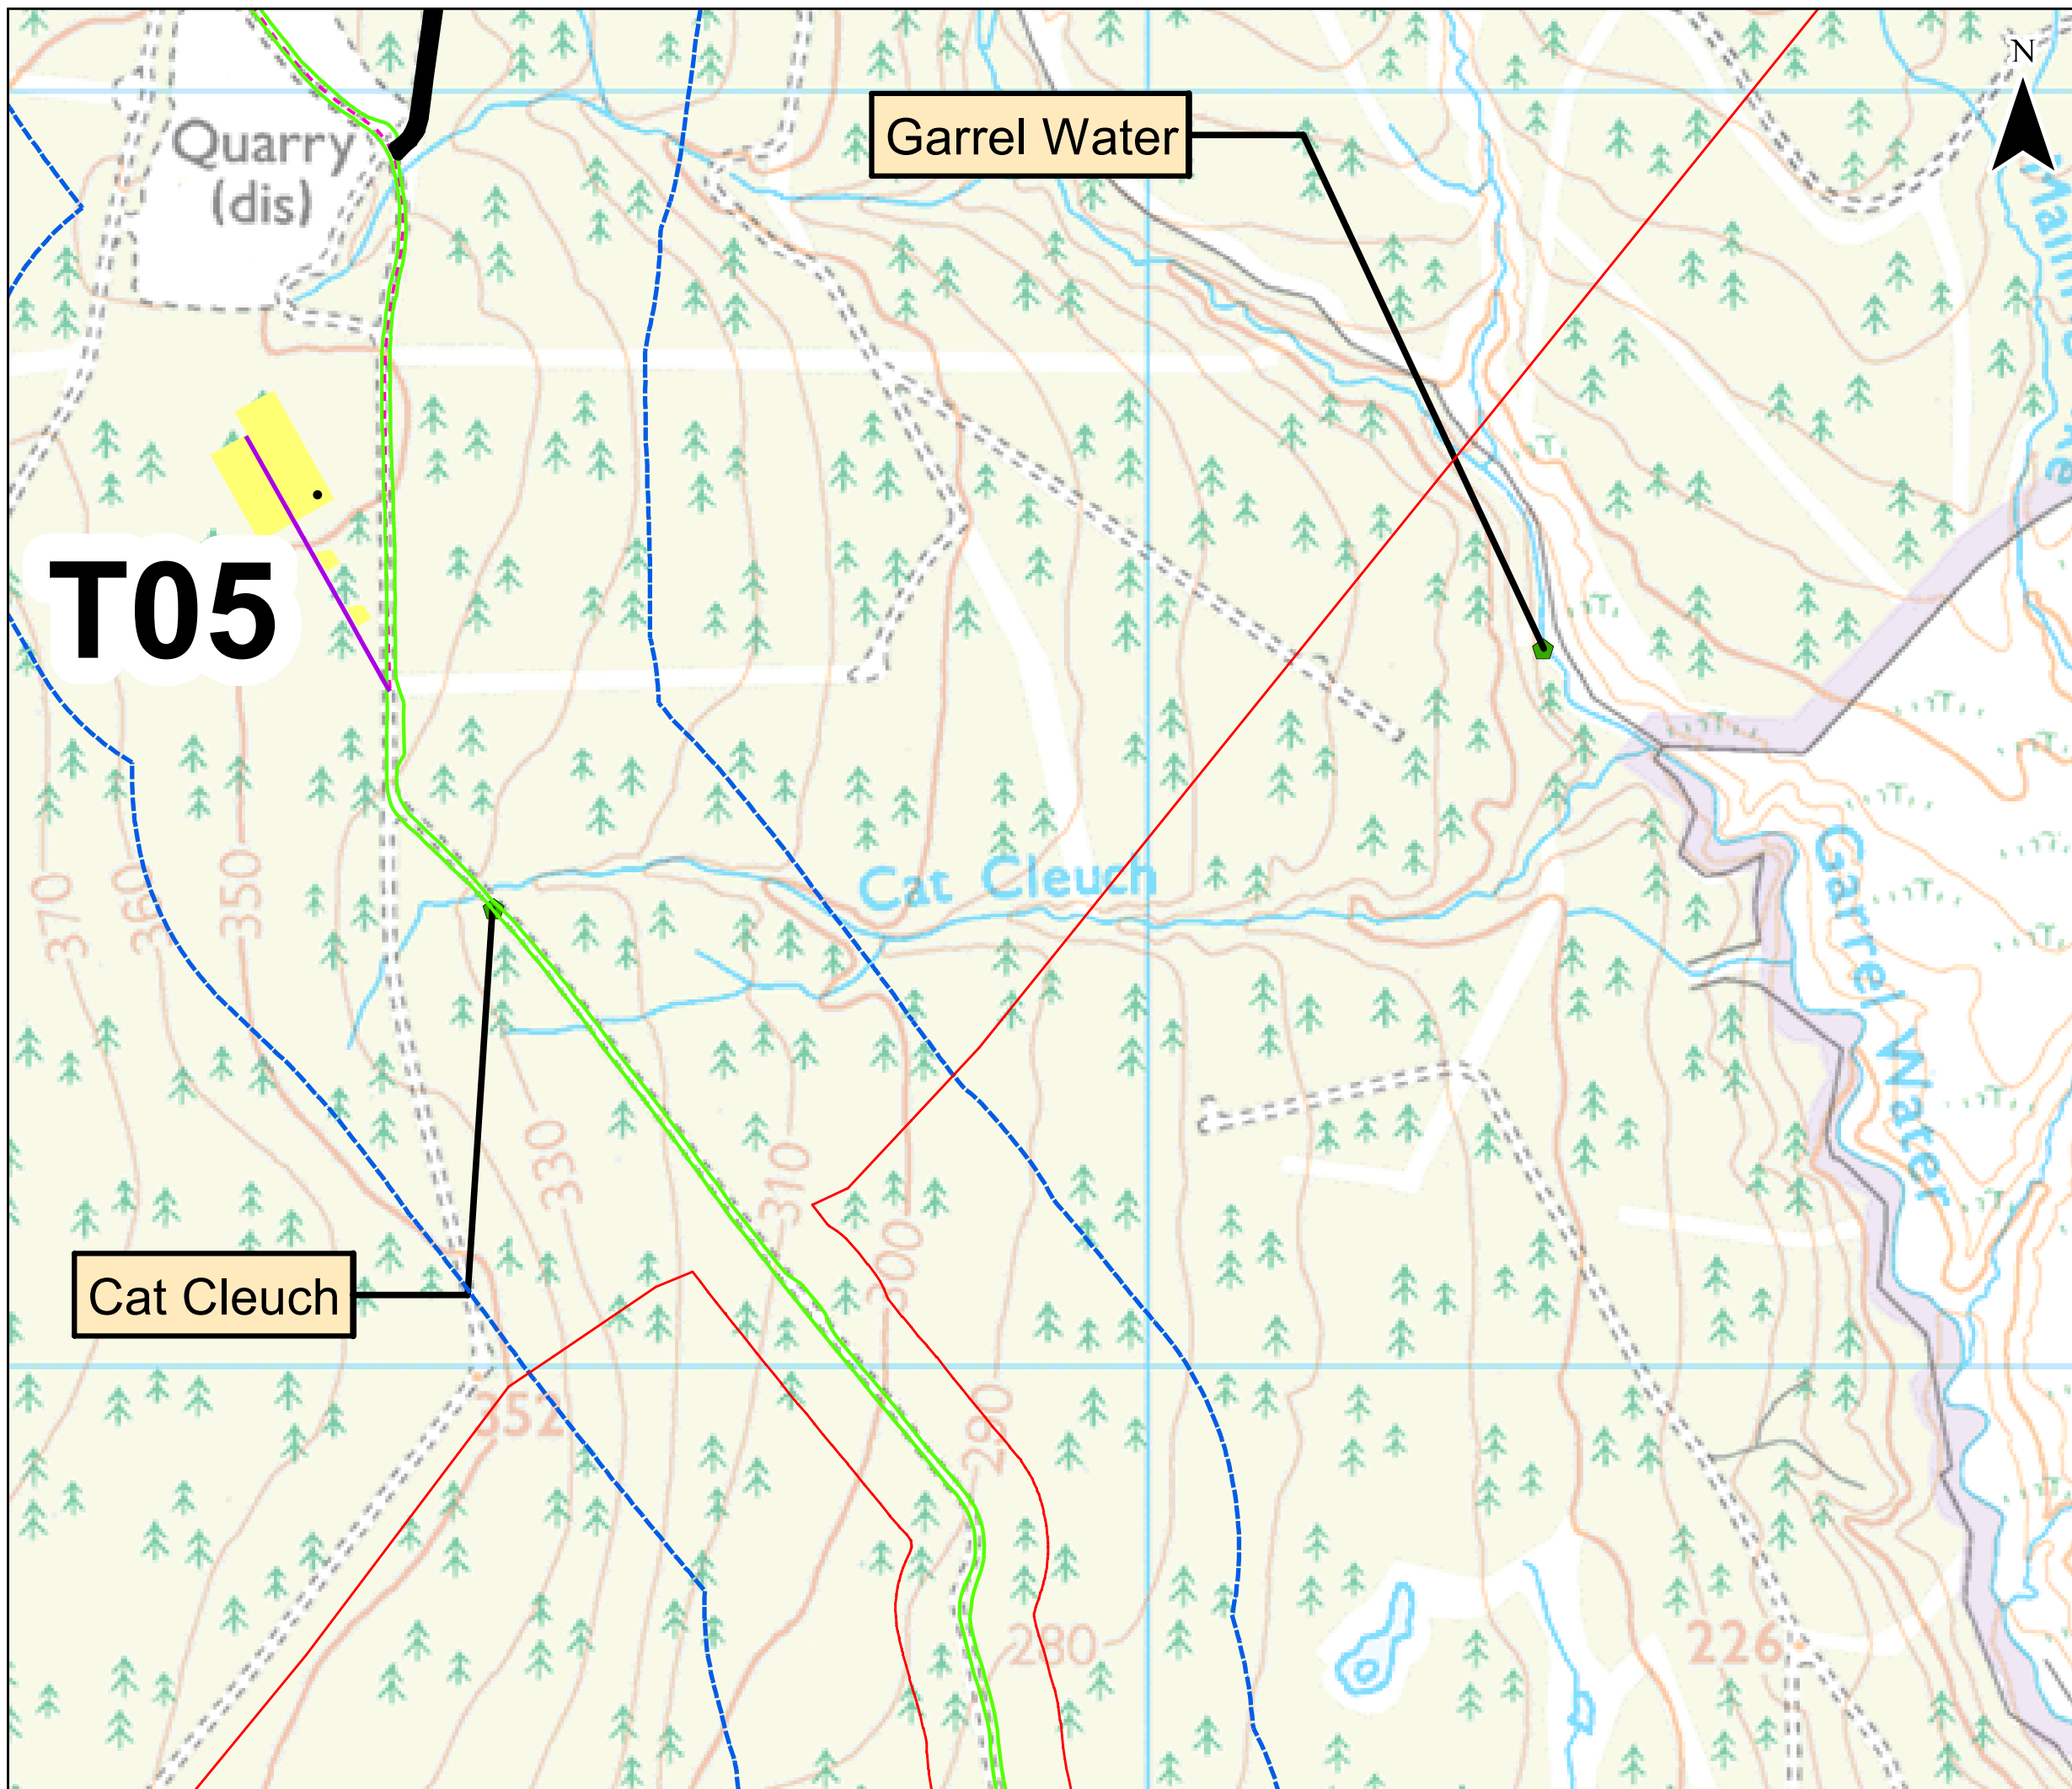 N
Garrel Water
Quarry
(dis)
T05
Cat Cleuch
Garrel Water
370
360
350
330
310
300
Cat Cleuch
352
290
280
226